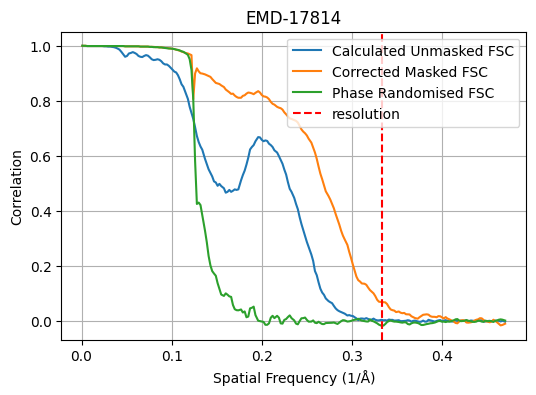 EMD-17814
Calculated Unmasked FSC
Corrected Masked FSC
Phase Randomised FSC
resolution
Correlation
1.0
0.8
0.6
0.4
0.2
0.0
0.0 0.1 0.2 0.3 0.4
Spatial Frequency (1/Å)